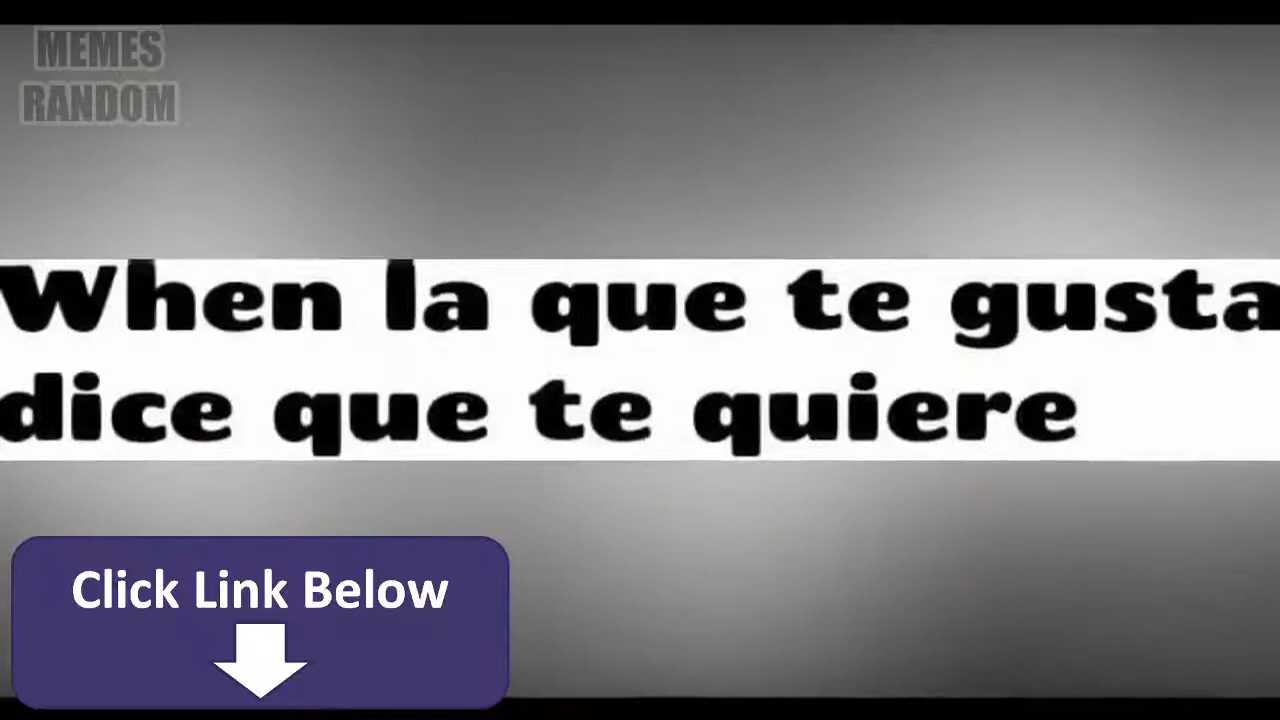 MEMES
RANDOM
When la que te gusta
dice que te quiere
Click Link Below